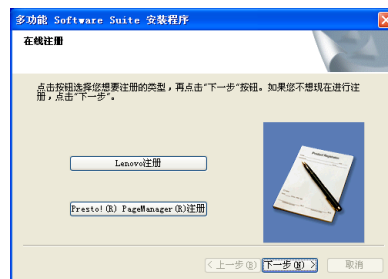 多功能 Software Suite 安装程序
在线注册
点击按钮选择您想要注册的类型，再点击“下一步”按钮。如果您不想现在进行注
册，点击“下一步”。
Lenovo注册
Presto!(R) PageManager(R)注册
< 上一步(B)
下一步(N) >
取消